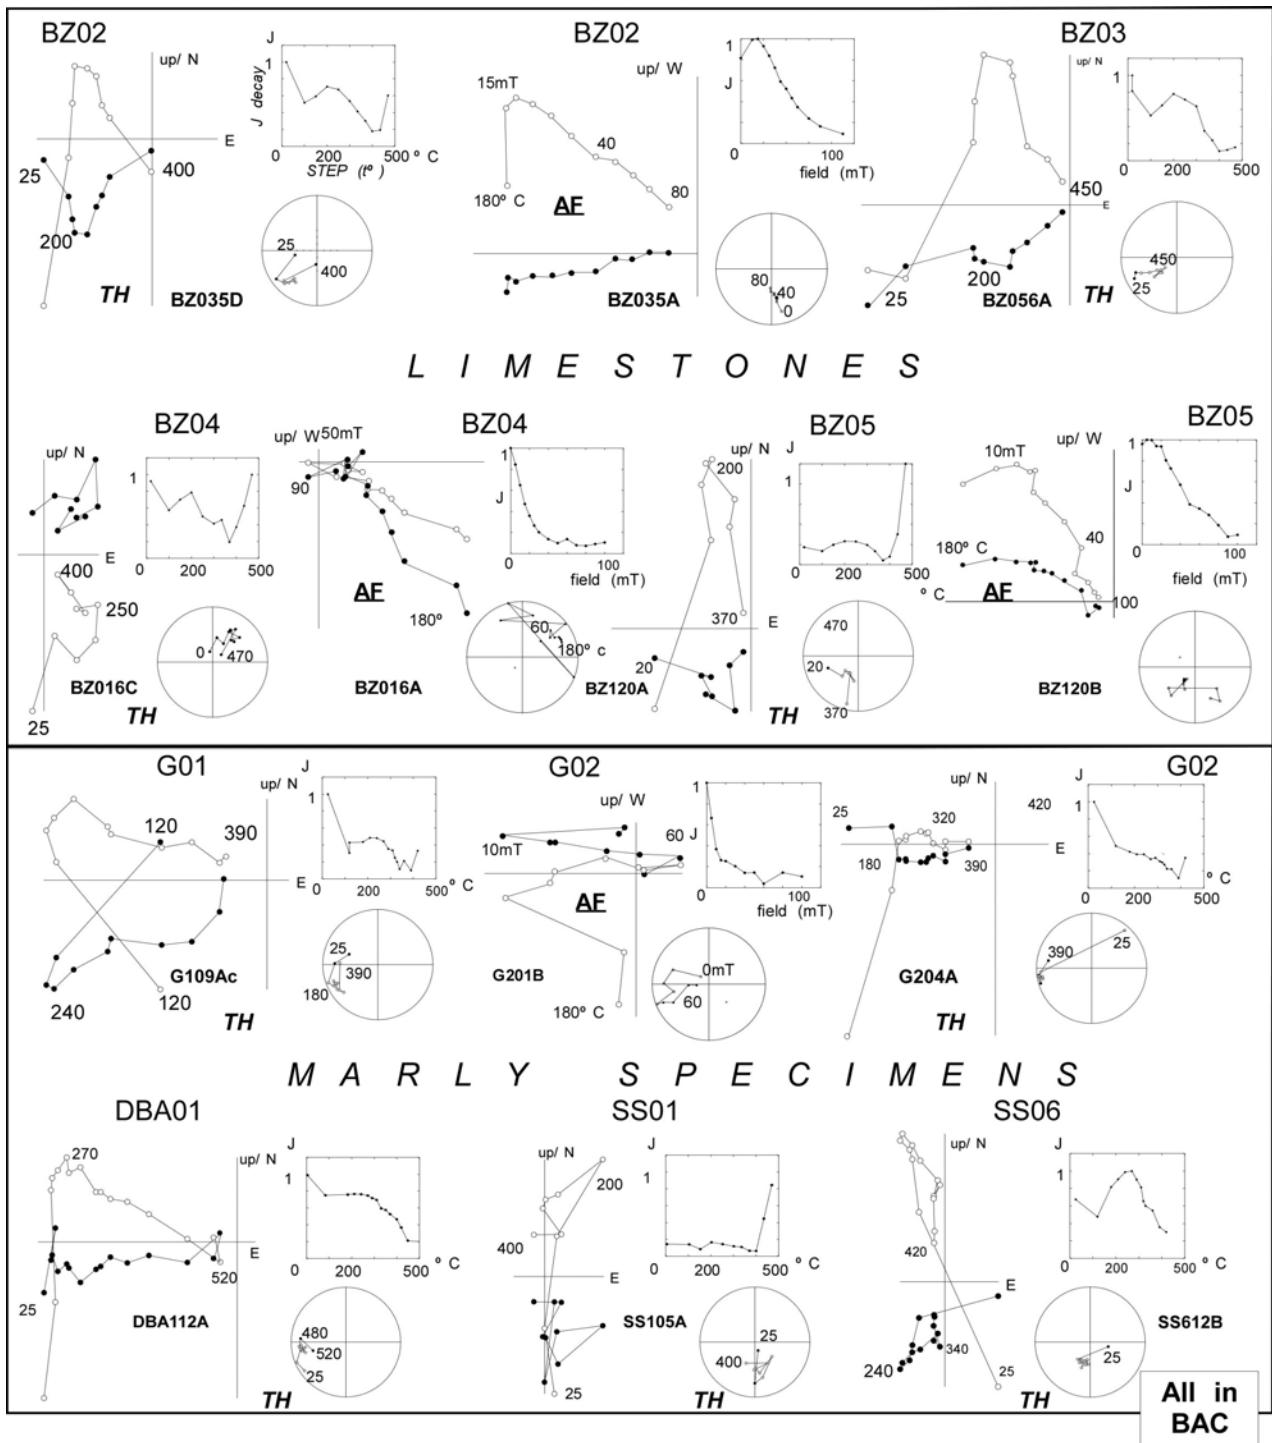 BZ02
up/ N
E
25
200
400
TH
BZ035D
J
1
J decay
0 200 500 ° C
STEP (tº)
25
400
BZ02
up/ W
15mT
40
180º C
AF
80
BZ035A
1
J
0 100
field (mT)
80
40
0
BZ03
up/ N
450
E
200
25
BZ056A
TH
1
0 200 500
450
25
L I M E S T O N E S
BZ04
up/ N
E
400
250
25
BZ016C
TH
1
0 200 500
0
470
BZ04
up/ W
50mT
90
AF
180º
BZ016A
1
J
0 100
field (mT)
60
180º c
BZ05
up/ N
200
370
E
20
BZ120A
TH
J
1
0 200 500
º C
470
20
370
BZ05
up/ W
10mT
40
180º C
AF
100
BZ120B
1
J
0 100
field (mT)
G01
up/ N
120
390
E
G109Ac
240
120
TH
J
1
0 200 500 º C
25
390
180
G02
up/ W
10mT
60
AF
G201B
180º C
1
J
0 100
field (mT)
0mT
60
G02
up/ N
25
320
420
E
180
390
G204A
TH
J
1
0 200 500 º C
390
25
M A R L Y S P E C I M E N S
DBA01
up/ N
270
E
520
25
DBA112A
TH
J
1
0 200 500 º C
480
520
25
SS01
up/ N
200
400
E
SS105A
25
TH
J
1
0 200 500 º C
25
400
SS06
up/ N
420
E
340
240
25
SS612B
TH
J
1
0 200 500 º C
25
All in
BAC